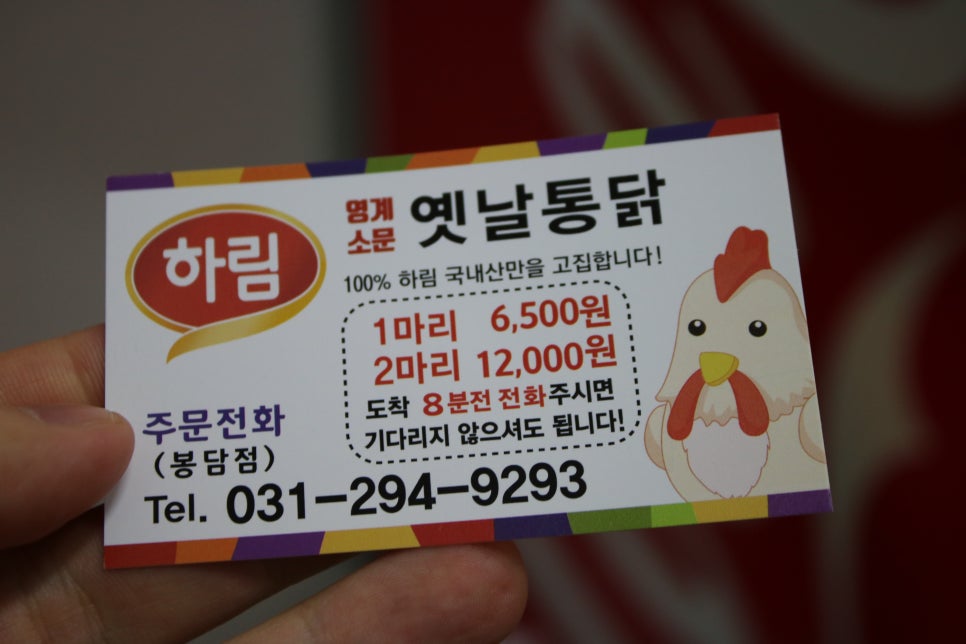 하림
영계
소문
옛날통닭
100% 하림 국내산만을 고집합니다!
1마리 6,500원
2마리 12,000원
도착 8분전 전화주시면
기다리지 않으셔도 됩니다!
주문전화
(봉담점)
Tel. 031-294-9293